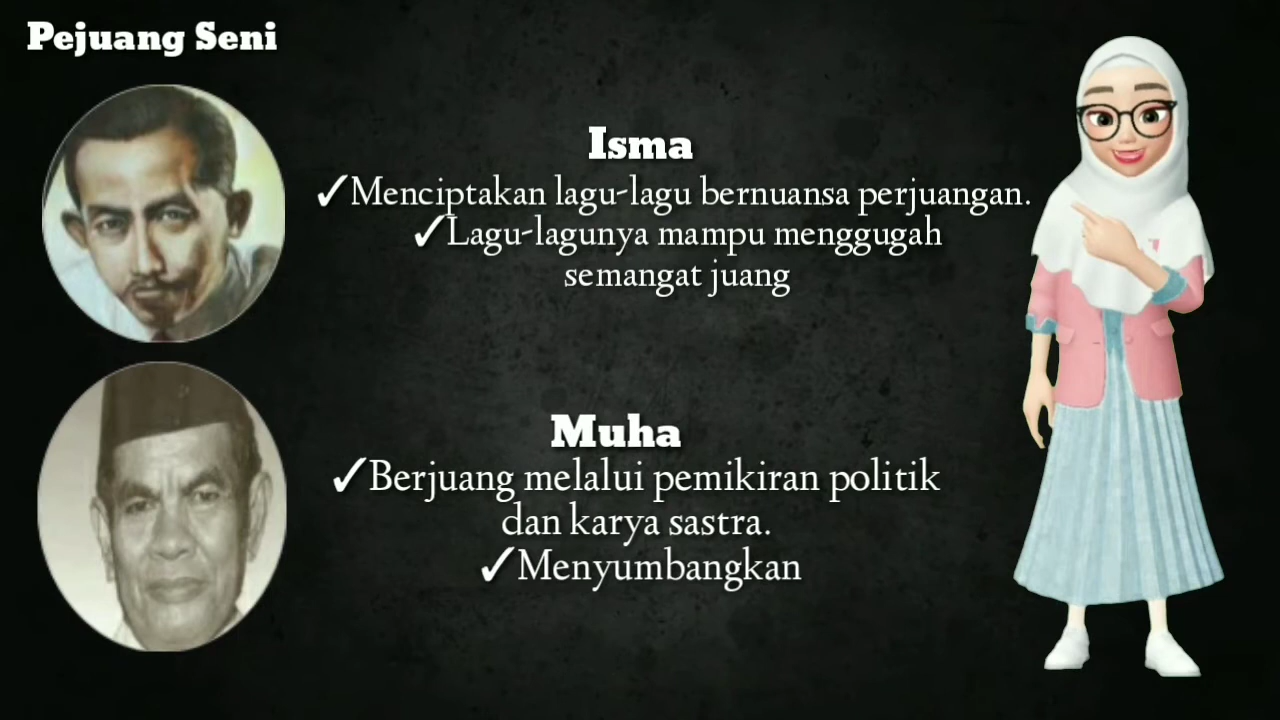 Pejuang Seni
Isma
✓Menciptakan lagu-lagu bernuansa perjuangan.
✓Lagu-lagunya mampu menggugah
semangat juang
Muha
✓Berjuang melalui pemikiran politik
dan karya sastra.
✓Menyumbangkan